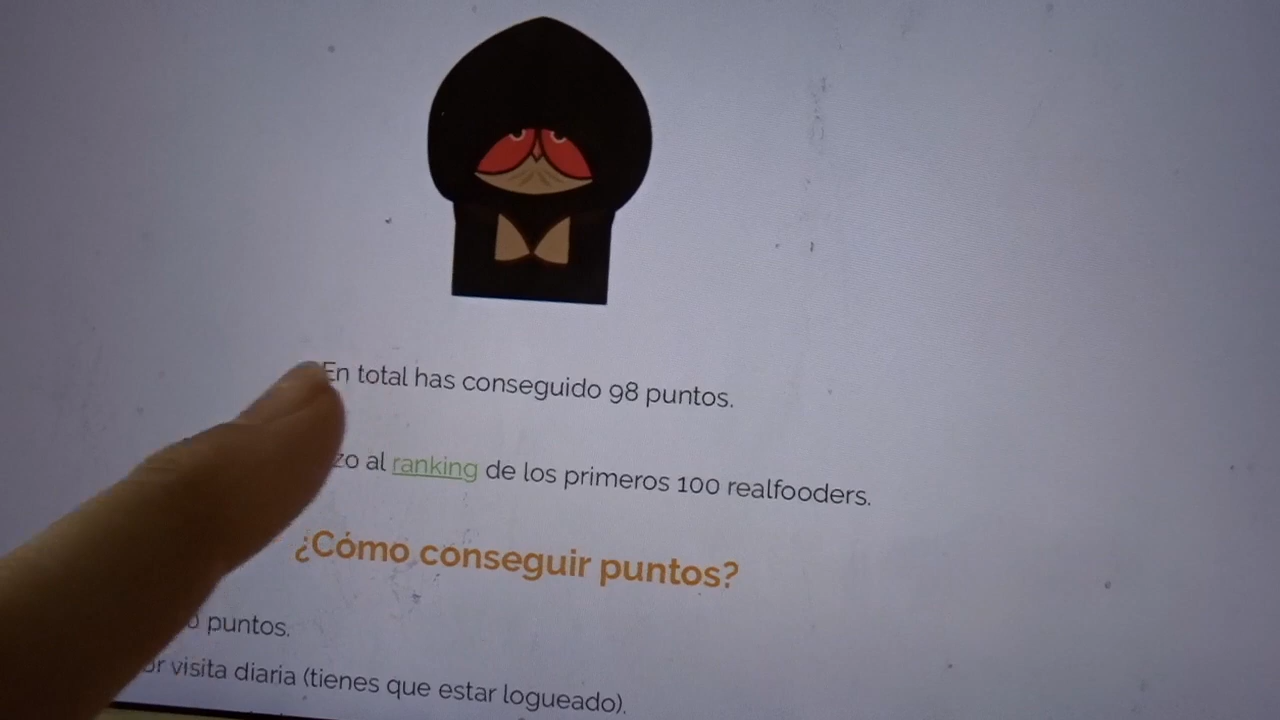 En total has conseguido 98 puntos.
al ranking de los primeros 100 realfooders.
¿Cómo conseguir puntos?
puntos.
visita diaria (tienes que estar logueado).